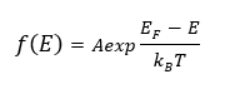 f(E) = Aexp (E_F − E)/(k_B T)